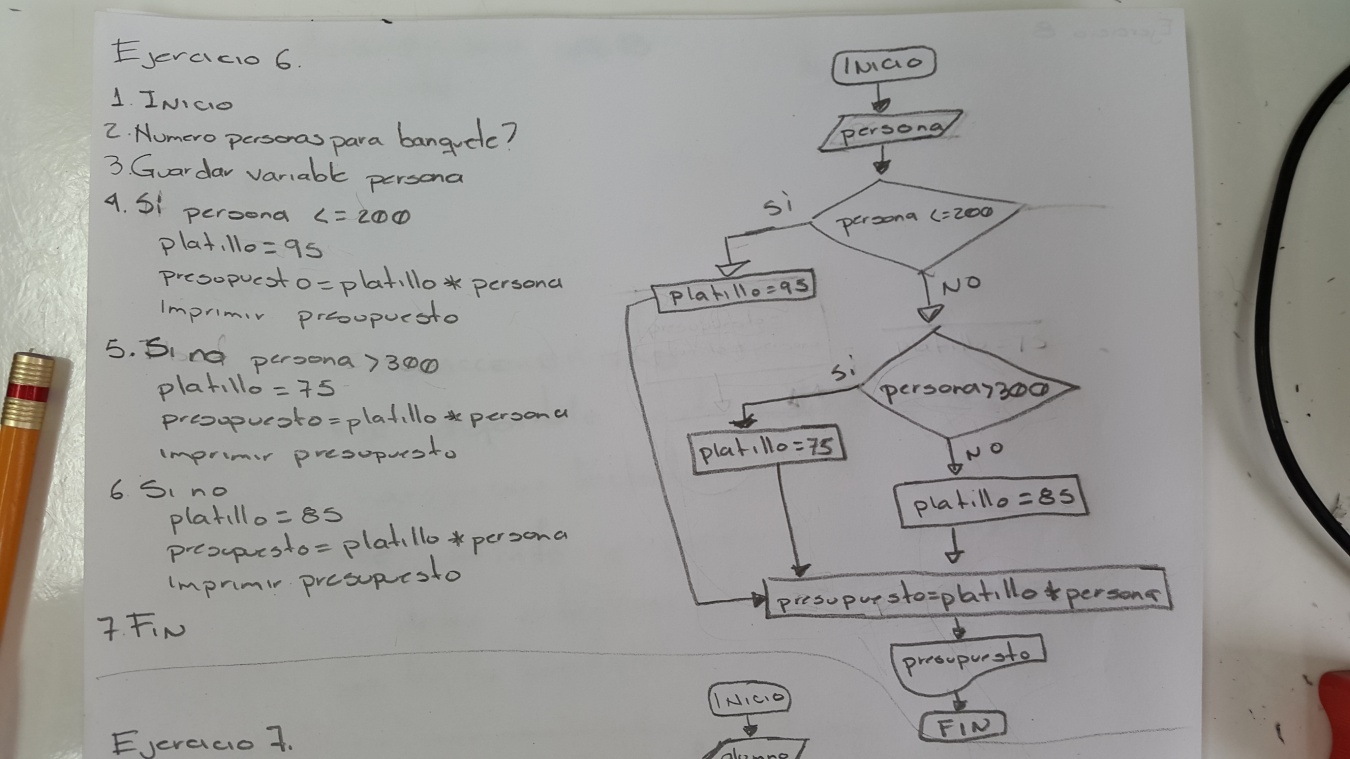 Ejercicio 6.
1. INICIO
2. Numero personas para banquete?
3. Guardar variable persona
4. Si persona <= 200
platillo = 95
presupuesto = platillo * persona
Imprimir presupuesto
5. Si no persona > 300
platillo = 75
presupuesto = platillo * persona
imprimir presupuesto
6 Si no
platillo = 85
presupuesto = platillo * persona
imprimir presupuesto
7. FIN
INICIO
persona
persona <= 200
Si
platillo = 95
NO
persona > 300
Si
platillo = 75
NO
platillo = 85
presupuesto = platillo * persona
presupuesto
FIN
Ejercicio 7.
INICIO
alumno